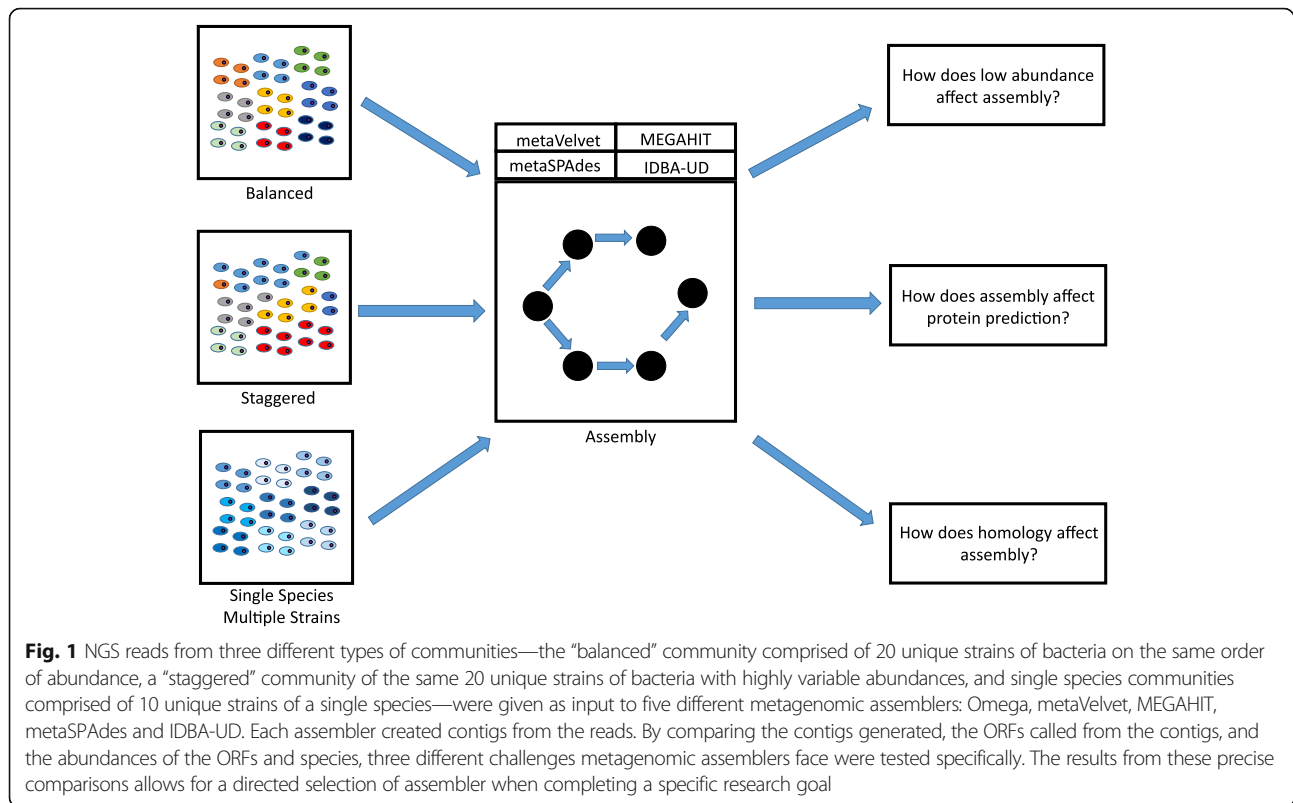 Balanced
Staggered
Single Species
Multiple Strains
metaVelvet MEGAHIT
metaSPAdes IDBA-UD
Assembly
How does low abundance
affect assembly?
How does assembly affect
protein prediction?
How does homology affect
assembly?
Fig. 1 NGS reads from three different types of communities—the “balanced” community comprised of 20 unique strains of bacteria on the same order
of abundance, a “staggered” community of the same 20 unique strains of bacteria with highly variable abundances, and single species communities
comprised of 10 unique strains of a single species—were given as input to five different metagenomic assemblers: Omega, metaVelvet, MEGAHIT,
metaSPAdes and IDBA-UD. Each assembler created contigs from the reads. By comparing the contigs generated, the ORFs called from the contigs, and
the abundances of the ORFs and species, three different challenges metagenomic assemblers face were tested specifically. The results from these precise
comparisons allows for a directed selection of assembler when completing a specific research goal